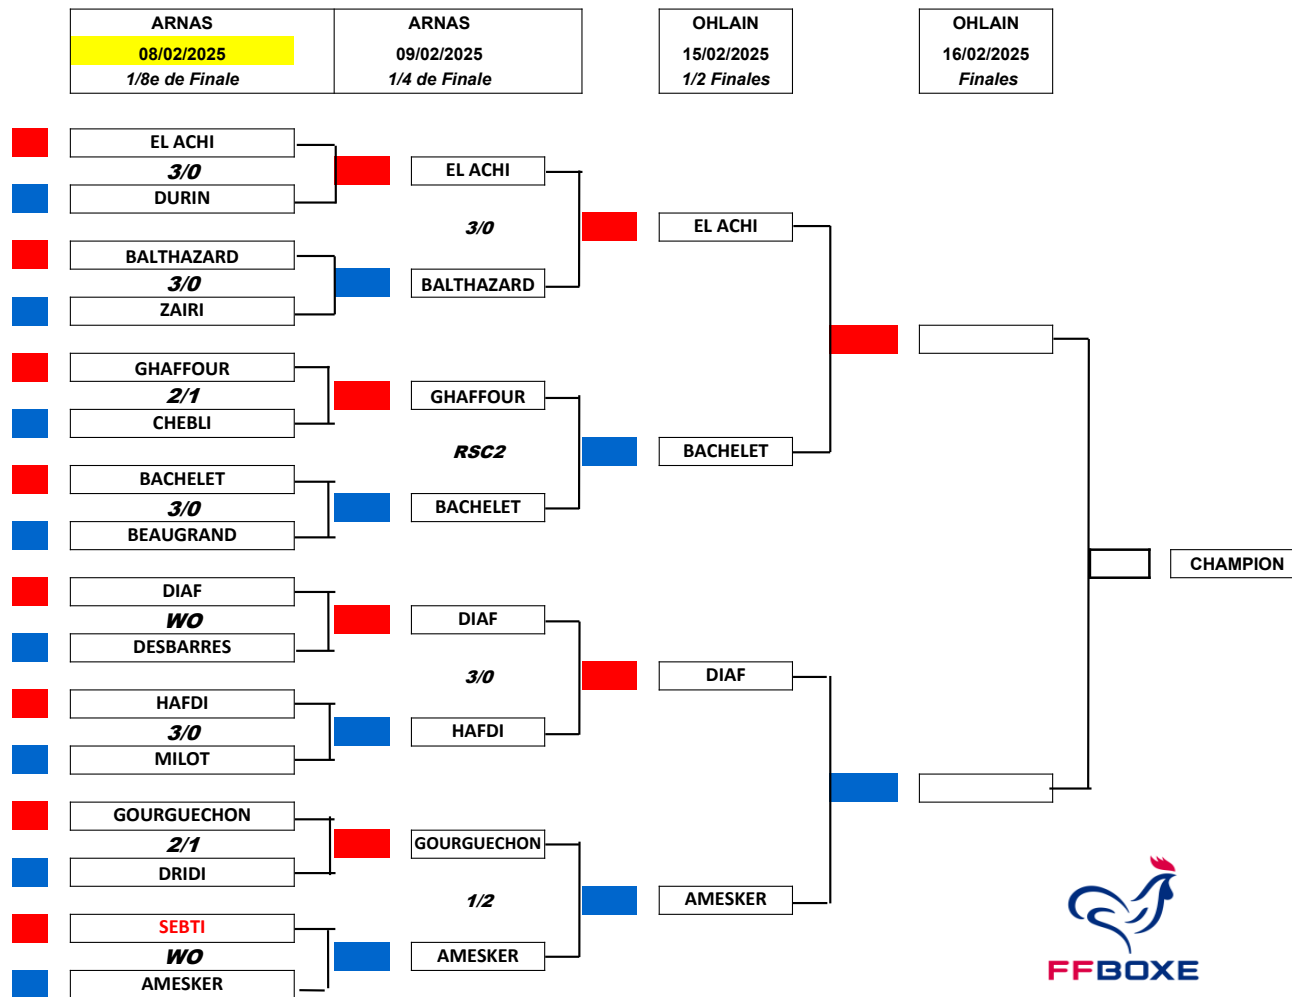 ARNAS
08/02/2025
1/8e de Finale
ARNAS
09/02/2025
1/4 de Finale
OHLAIN
15/02/2025
1/2 Finales
OHLAIN
16/02/2025
Finales
EL ACHI
3/0
DURIN
BALTHAZARD
3/0
ZAIRI
GHAFFOUR
2/1
CHEBLI
BACHELET
3/0
BEAUGRAND
DIAF
WO
DESBARRES
HAFDI
3/0
MILOT
GOURGUECHON
2/1
DRIDI
SEBTI
WO
AMESKER
EL ACHI
3/0
BALTHAZARD
GHAFFOUR
RSC2
BACHELET
DIAF
3/0
HAFDI
GOURGUECHON
1/2
AMESKER
EL ACHI
BACHELET
DIAF
AMESKER
CHAMPION
FFBOXE